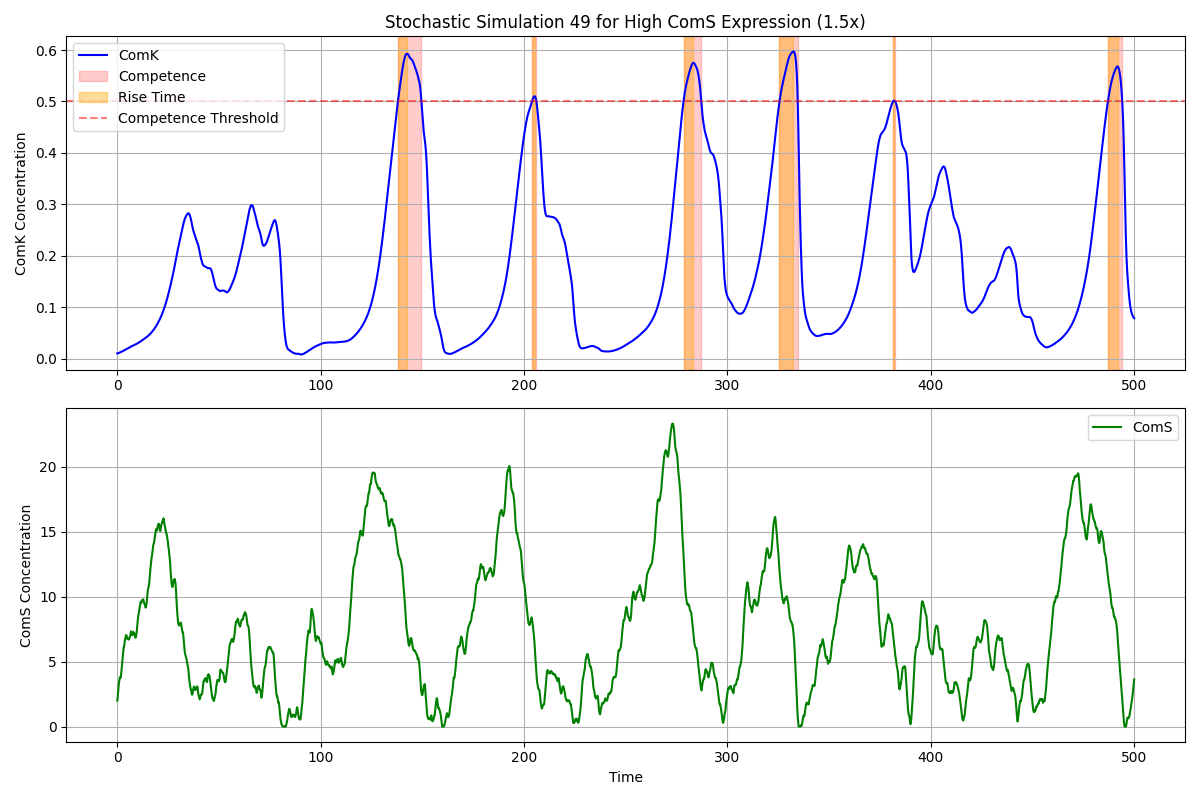 Stochastic Simulation 49 for High ComS Expression (1.5x)
ComK
Competence
Rise Time
Competence Threshold
ComK Concentration
0.6
0.5
0.4
0.3
0.2
0.1
0.0
0 100 200 300 400 500
ComS
ComS Concentration
20
15
10
5
0
0 100 200 300 400 500
Time